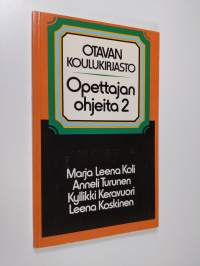 OTAVAN
KOULUKIRJASTO
Opettajan
ohjeita 2
Marja Leena Koli
Anneli Turunen
Kyllikki Keravuori
Leena Koskinen